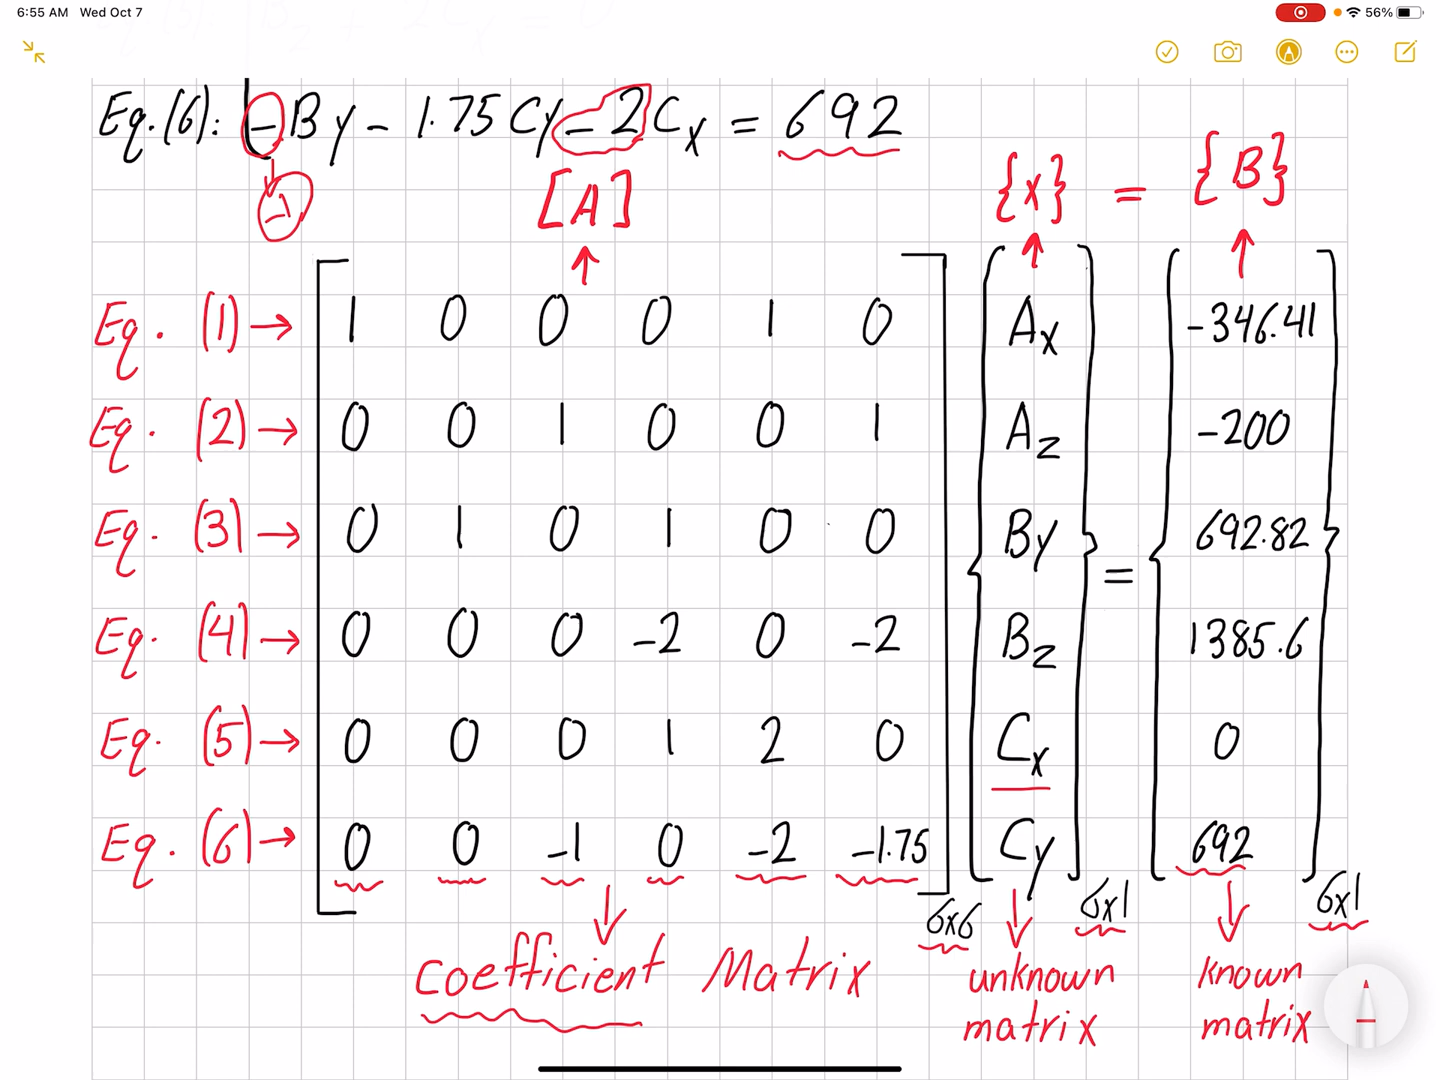 6:55 AM Wed Oct 7 56%
Eq.(6): -By - 1.75 Cy - 2 Cx = 692
-1 [A] {x} = {B}
Eq. (1) → 1 0 0 0 1 0 Ax -346.41
Eq. (2) → 0 0 1 0 0 1 Az -200
Eq. (3) → 0 1 0 1 0 0 By = 692.82
Eq. (4) → 0 0 0 -2 0 -2 Bz 1385.6
Eq. (5) → 0 0 0 1 2 0 Cx 0
Eq. (6) → 0 0 -1 0 -2 -1.75 Cy 692
6x6 6x1 6x1
Coefficient Matrix unknown matrix known matrix